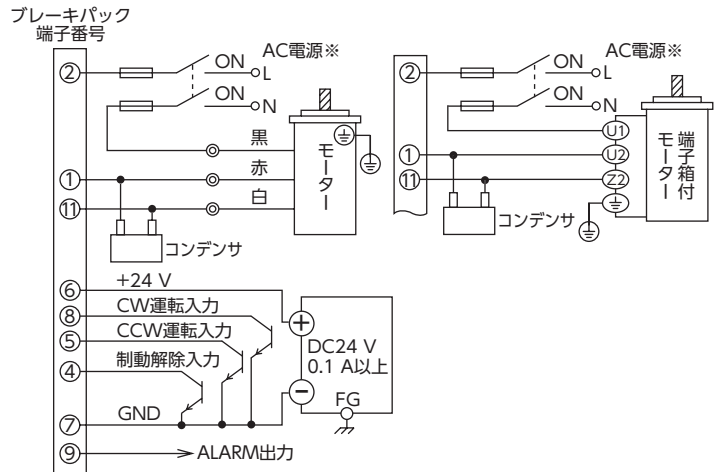 ブレーキパック
端子番号
② ON AC電源※
L
ON
N
黒
① 赤
⑪ 白
モーター
コンデンサ
② ON AC電源※
L
ON
N
U1
① U2
⑪ Z2
端子箱付
モーター
コンデンサ
⑥ +24 V
⑧ CW運転入力
⑤ CCW運転入力
④ 制動解除入力
⑦ GND
⑨ ALARM出力
+
DC24 V
0.1 A以上
−
FG